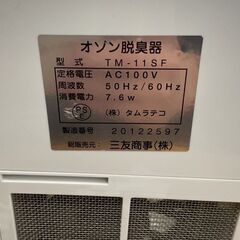 オゾン脱臭器
型式 TM-11SF
定格電圧 AC100V
周波数 50Hz/60Hz
消費電力 7.6w
PSE (株)タムラテコ
製造番号 20122597
総販売元：三友商事(株)